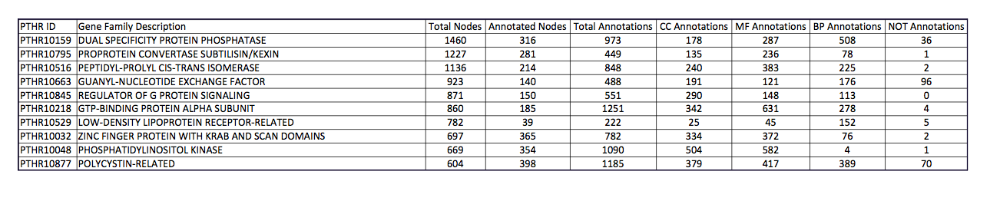 PTHR ID Gene Family Description Total Nodes Annotated Nodes Total Annotations CC Annotations MF Annotations BP Annotations NOT Annotations
PTHR10159 DUAL SPECIFICITY PROTEIN PHOSPHATASE 1460 316 973 178 287 508 36
PTHR10795 PROPROTEIN CONVERTASE SUBTILISIN/KEXIN 1227 281 449 135 236 78 1
PTHR10516 PEPTIDYL-PROLYL CIS-TRANS ISOMERASE 1136 214 848 240 383 225 2
PTHR10663 GUANYL-NUCLEOTIDE EXCHANGE FACTOR 923 140 488 191 121 176 96
PTHR10845 REGULATOR OF G PROTEIN SIGNALING 871 150 551 290 148 113 0
PTHR10218 GTP-BINDING PROTEIN ALPHA SUBUNIT 860 185 1251 342 631 278 4
PTHR10529 LOW-DENSITY LIPOPROTEIN RECEPTOR-RELATED 782 39 222 25 45 152 5
PTHR10032 ZINC FINGER PROTEIN WITH KRAB AND SCAN DOMAINS 697 365 782 334 372 76 2
PTHR10048 PHOSPHATIDYLINOSITOL KINASE 669 354 1090 504 582 4 1
PTHR10877 POLYCYSTIN-RELATED 604 398 1185 379 417 389 70